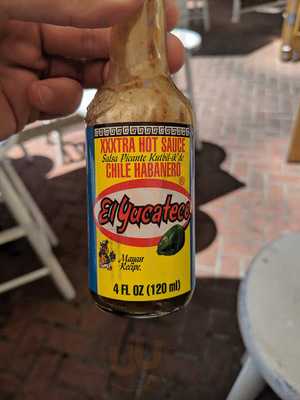 XXXTRA HOT SAUCE
Salsa Picante Kutbil-ik de
CHILE HABANERO
El Yucateco
Mayan
Recipe.
4 FL OZ (120 ml)